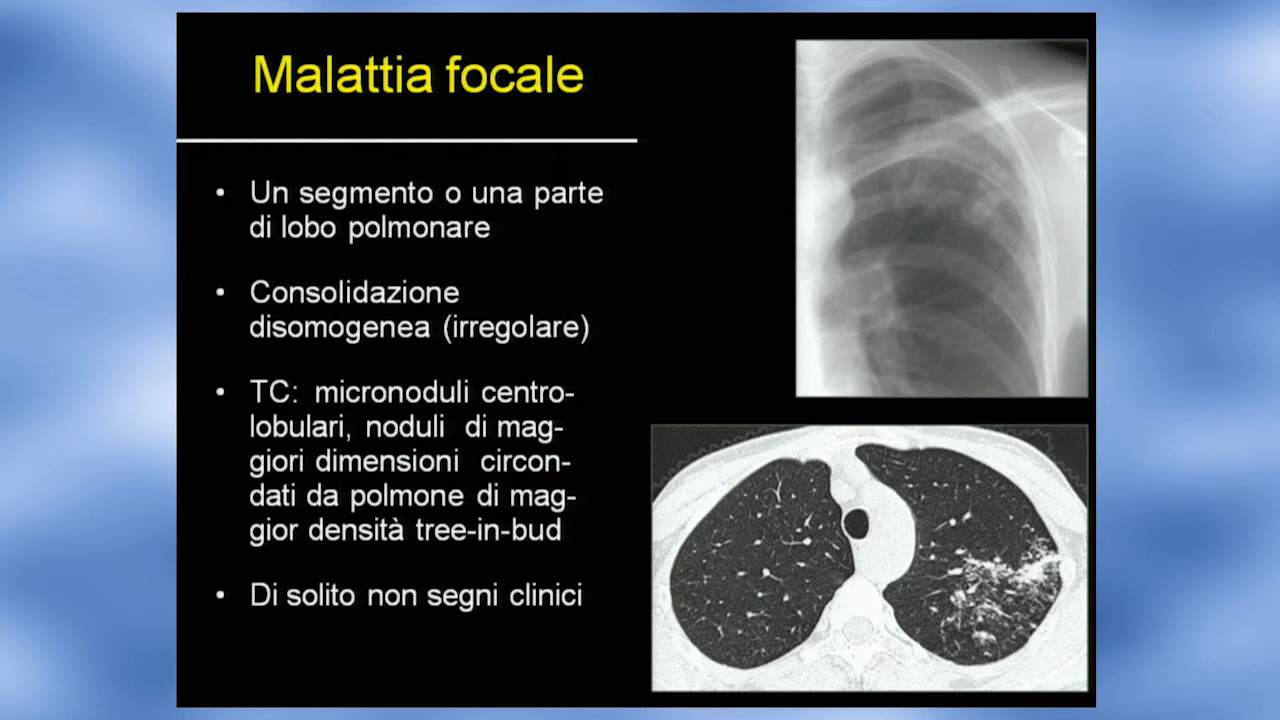 Malattia focale
• Un segmento o una parte
di lobo polmonare
• Consolidazione
disomogenea (irregolare)
• TC: micronoduli centro-
lobulari, noduli di mag-
giori dimensioni circon-
dati da polmone di mag-
gior densità tree-in-bud
• Di solito non segni clinici